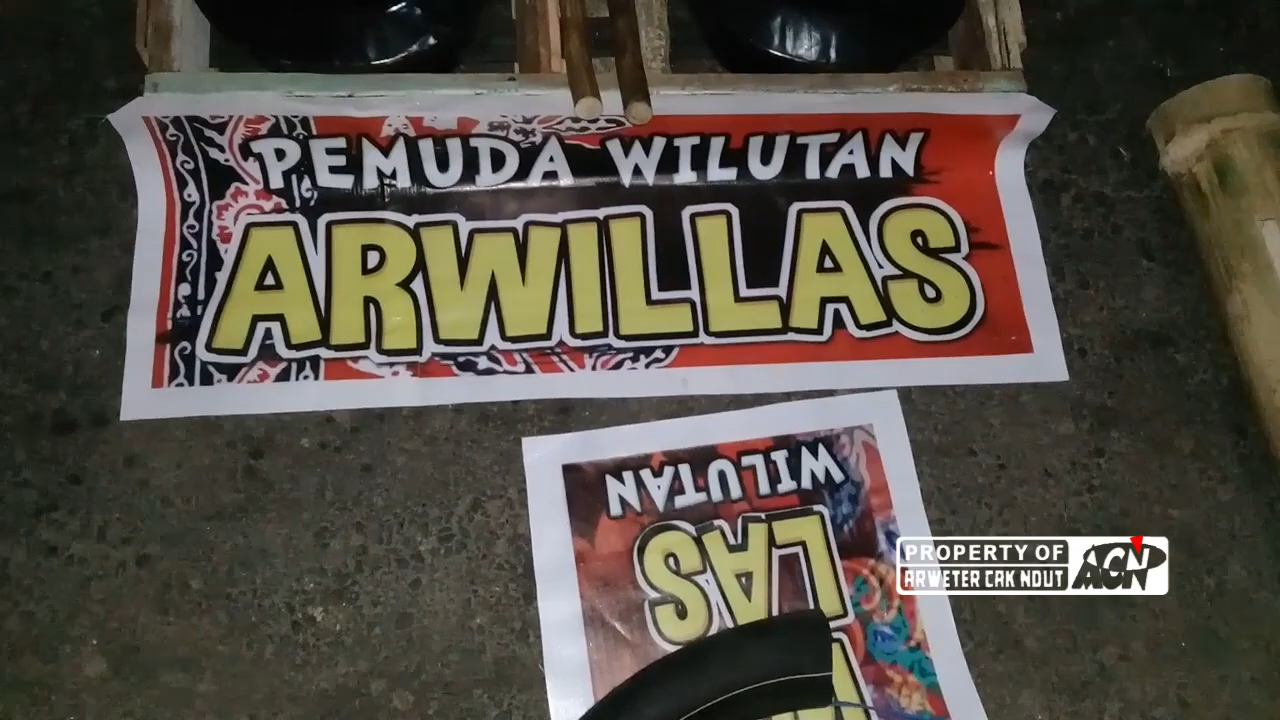 PEMUDA WILUTAN
ARWILLAS
WILUTAN
LAS
PROPERTY OF
ARWETER CAK NDUT
ACN